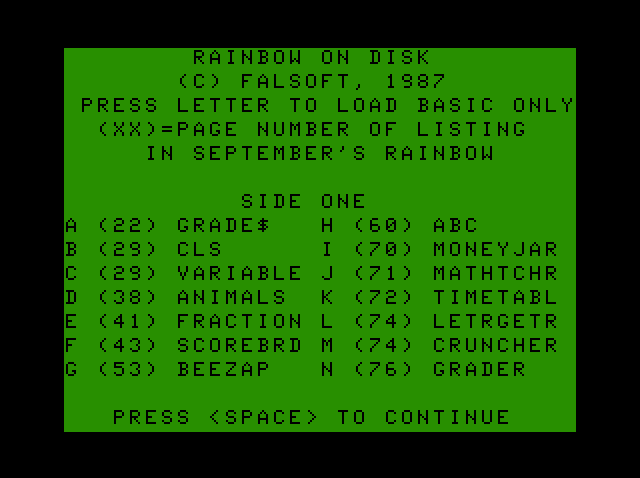 RAINBOW ON DISK
(C) FALSOFT, 1987
PRESS LETTER TO LOAD BASIC ONLY
(XX)=PAGE NUMBER OF LISTING
IN SEPTEMBER'S RAINBOW
SIDE ONE
A (22) GRADE$ H (60) ABC
B (29) CLS I (70) MONEYJAR
C (29) VARIABLE J (71) MATHTCHR
D (38) ANIMALS K (72) TIMETABL
E (41) FRACTION L (74) LETRGETR
F (43) SCOREBRD M (74) CRUNCHER
G (53) BEEZAP N (76) GRADER
PRESS <SPACE> TO CONTINUE